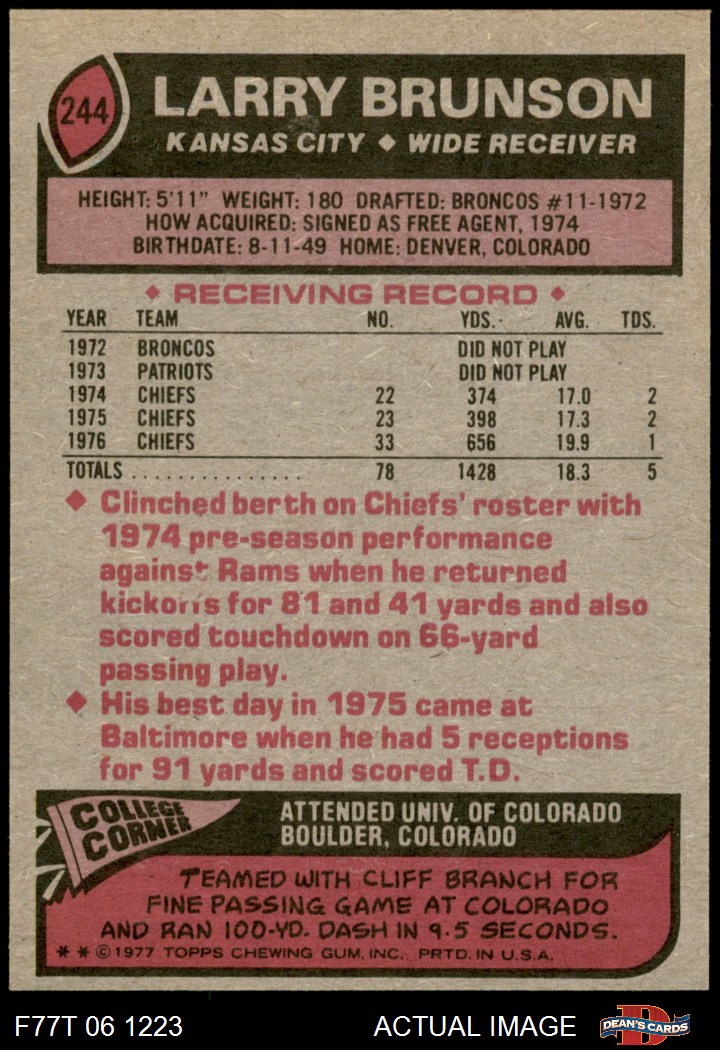 244
LARRY BRUNSON
KANSAS CITY ♦ WIDE RECEIVER
HEIGHT: 5'11" WEIGHT: 180 DRAFTED: BRONCOS #11-1972
HOW ACQUIRED: SIGNED AS FREE AGENT, 1974
BIRTHDATE: 8-11-49 HOME: DENVER, COLORADO
♦ RECEIVING RECORD ♦
YEAR TEAM NO. YDS. AVG. TDS.
1972 BRONCOS DID NOT PLAY
1973 PATRIOTS DID NOT PLAY
1974 CHIEFS 22 374 17.0 2
1975 CHIEFS 23 398 17.3 2
1976 CHIEFS 33 656 19.9 1
TOTALS ................ 78 1428 18.3 5
♦ Clinched berth on Chiefs' roster with
1974 pre-season performance
against Rams when he returned
kickoffs for 81 and 41 yards and also
scored touchdown on 66-yard
passing play.
♦ His best day in 1975 came at
Baltimore when he had 5 receptions
for 91 yards and scored T.D.
COLLEGE
CORNER
ATTENDED UNIV. OF COLORADO
BOULDER, COLORADO
TEAMED WITH CLIFF BRANCH FOR
FINE PASSING GAME AT COLORADO
AND RAN 100-YD. DASH IN 9.5 SECONDS.
* * © 1977 TOPPS CHEWING GUM, INC. PRTD. IN U.S.A.
F77T 06 1223
ACTUAL IMAGE
D
DEAN'S CARDS